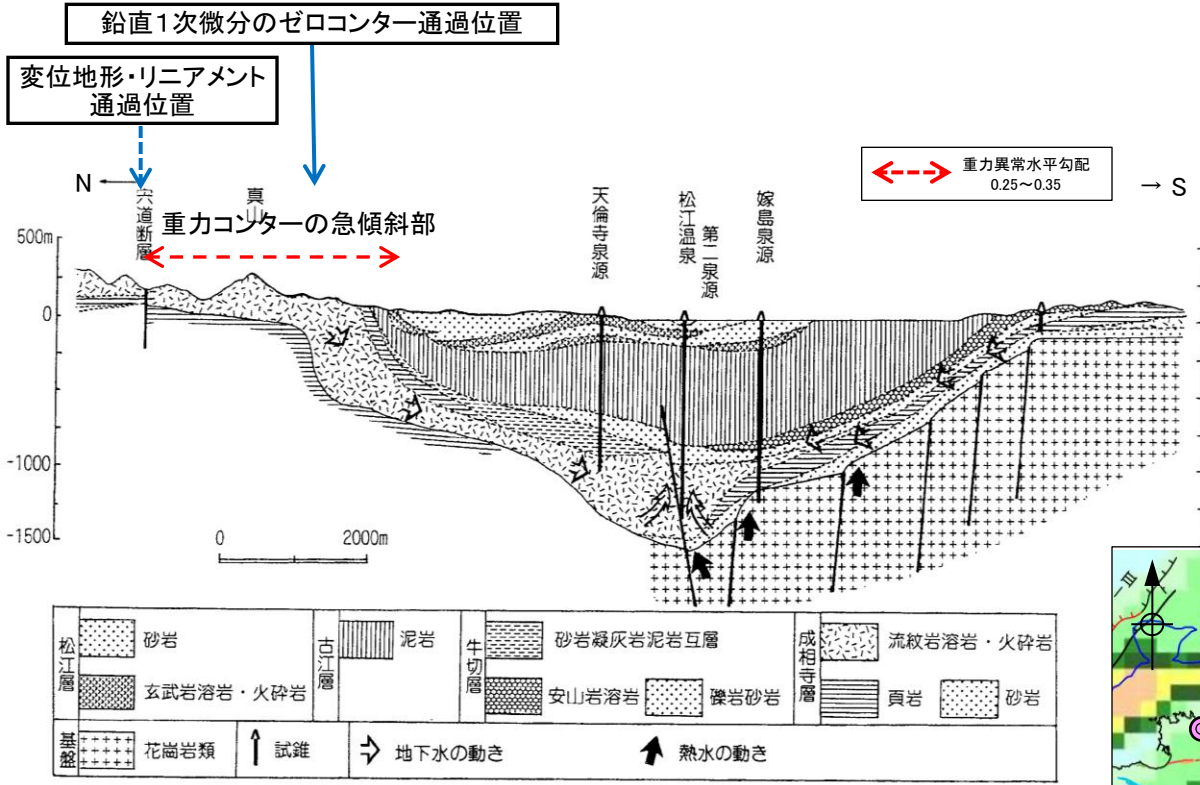 鉛直1次微分のゼロコンター通過位置
変位地形・リニアメント
通過位置
重力異常水平勾配
0.25～0.35
N
→ S
宍道断層
真山
重力コンターの急傾斜部
天倫寺泉源
松江温泉
第二泉源
嫁島泉源
500m
0
-1000
-1500
0
2000m
松江層
砂岩
玄武岩溶岩・火砕岩
古江層
泥岩
牛切層
砂岩凝灰岩泥岩互層
安山岩溶岩
礫岩砂岩
成相寺層
流紋岩溶岩・火砕岩
頁岩
砂岩
基盤
花崗岩類
試錐
地下水の動き
熱水の動き